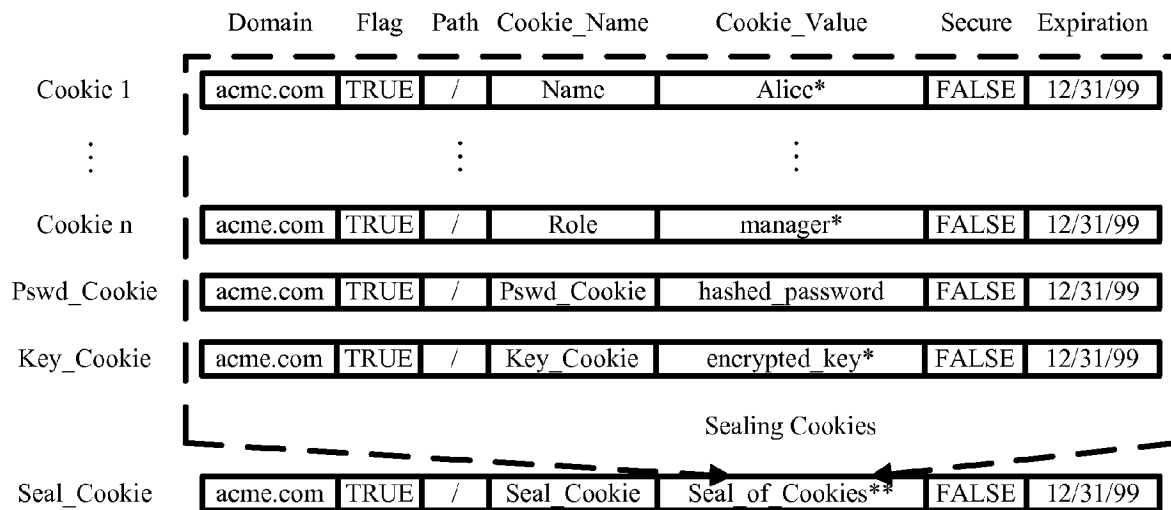 Domain Flag Path Cookie_Name Cookie_Value Secure Expiration
Cookie 1 acme.com TRUE / Name Alice* FALSE 12/31/99
Cookie n acme.com TRUE / Role manager* FALSE 12/31/99
Pswd_Cookie acme.com TRUE / Pswd_Cookie hashed_password FALSE 12/31/99
Key_Cookie acme.com TRUE / Key_Cookie encrypted_key* FALSE 12/31/99
Sealing Cookies
Seal_Cookie acme.com TRUE / Seal_Cookie Seal_of_Cookies** FALSE 12/31/99